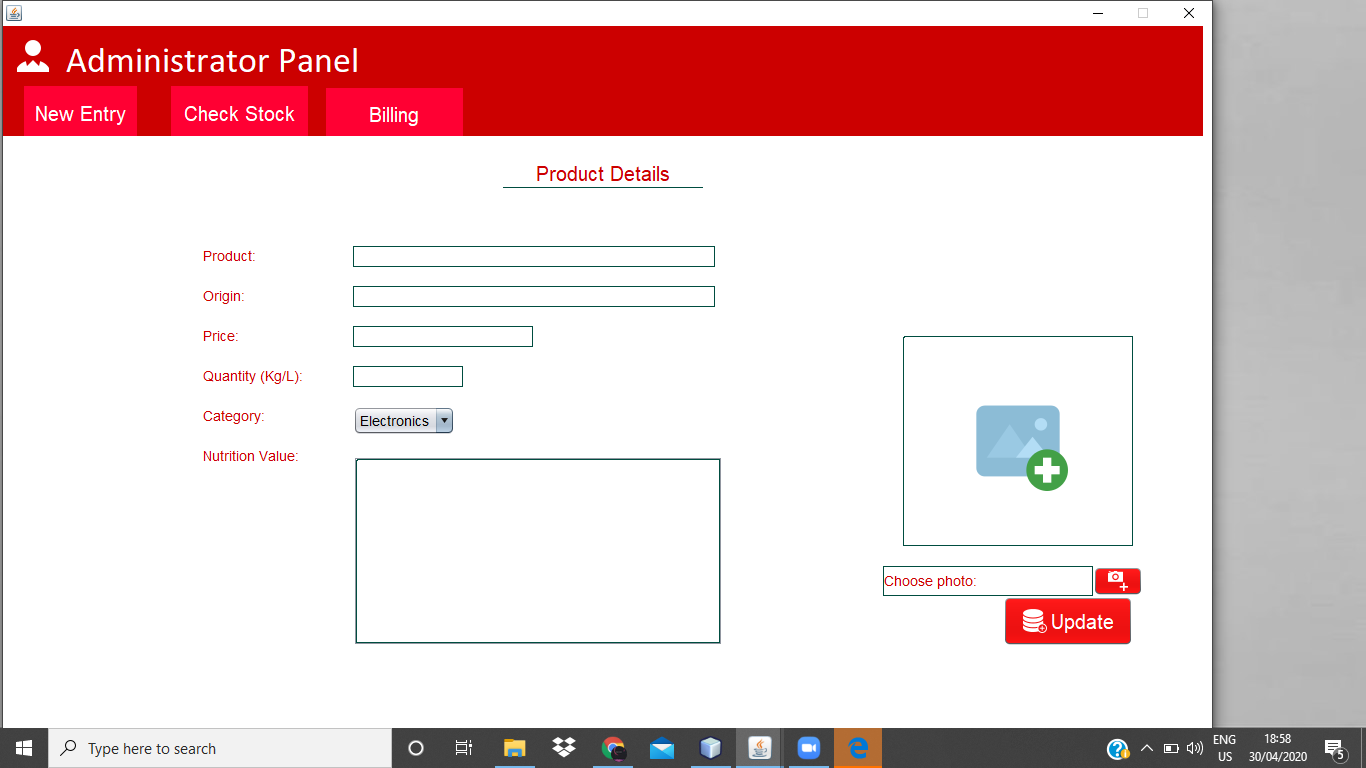 Administrator Panel
New Entry Check Stock Billing
Product Details
Product:
Origin:
Price:
Quantity (Kg/L):
Category: Electronics
Nutrition Value:
Choose photo:
Update
Type here to search
ENG 18:58
US 30/04/2020 5